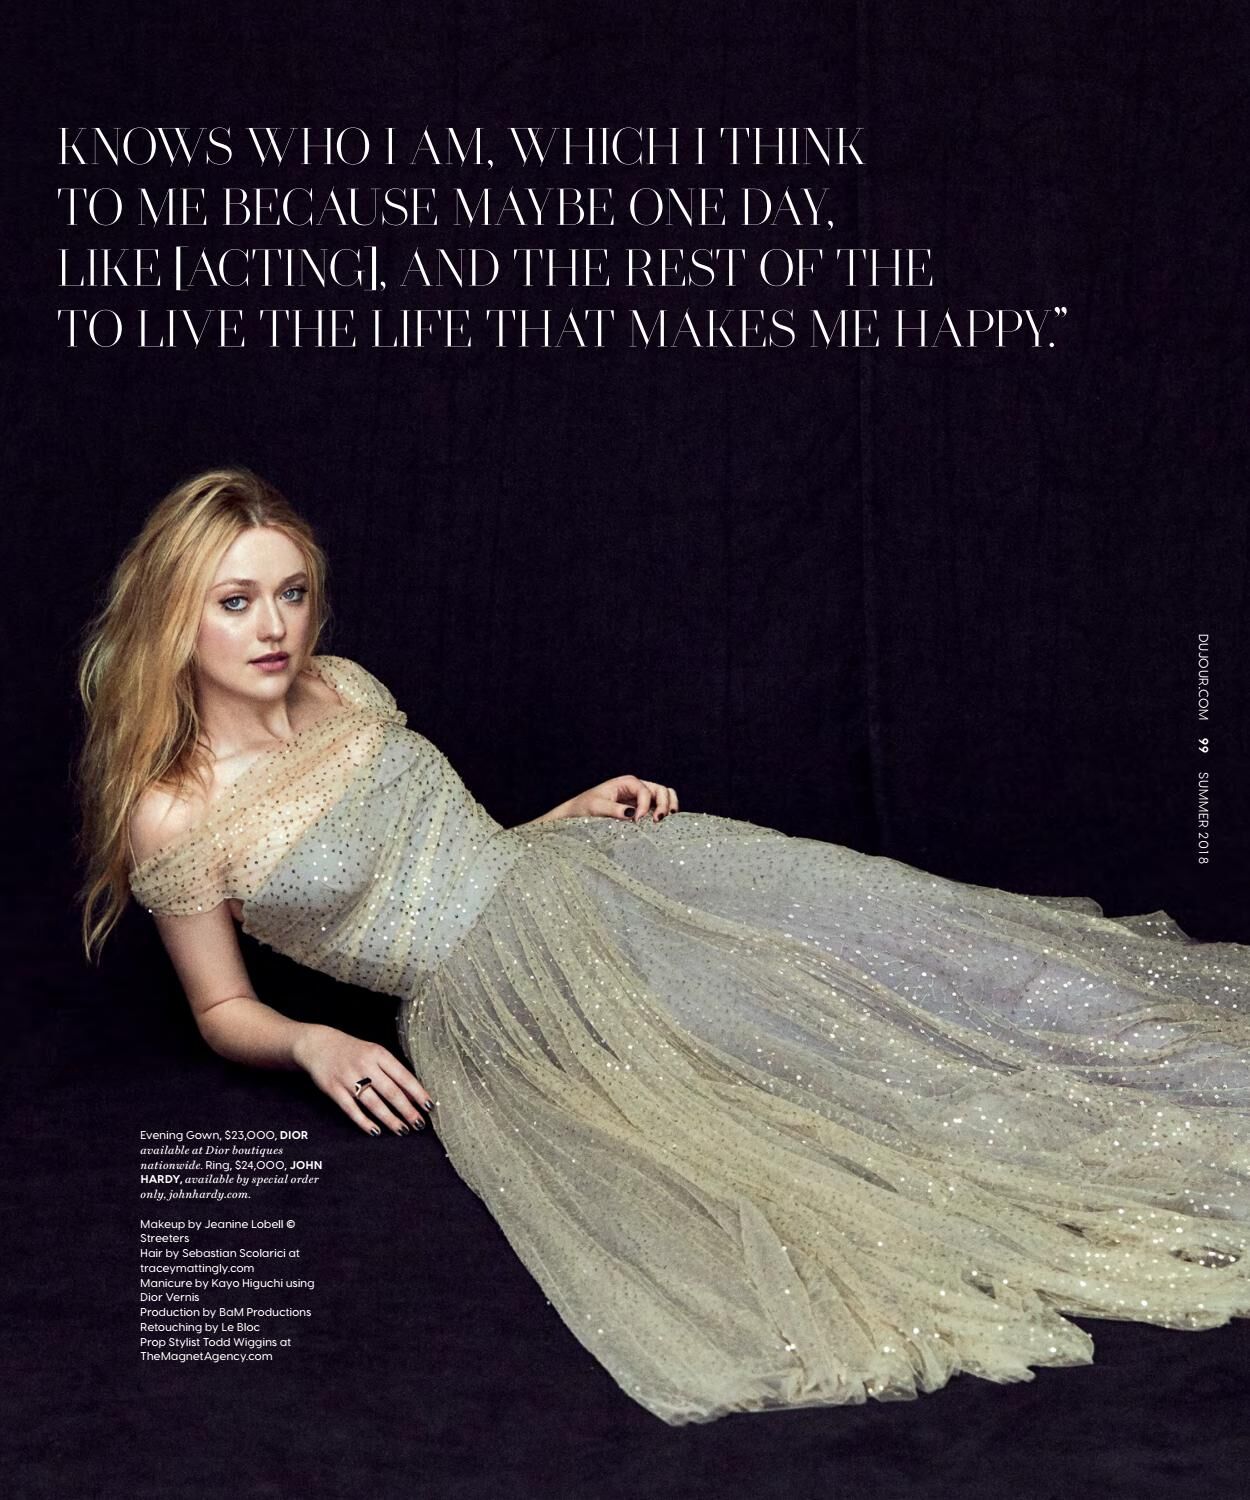 KNOWS WHO I AM, WHICH I THINK
TO ME BECAUSE MAYBE ONE DAY,
LIKE [ACTING], AND THE REST OF THE
TO LIVE THE LIFE THAT MAKES ME HAPPY.”
DUJOUR.COM 99 SUMMER 2018
Evening Gown, $23,000, DIOR
available at Dior boutiques
nationwide. Ring, $24,000, JOHN
HARDY, available by special order
only, johnhardy.com.
Makeup by Jeanine Lobell ©
Streeters
Hair by Sebastian Scolarici at
traceymattingly.com
Manicure by Kayo Higuchi using
Dior Vernis
Production by BaM Productions
Retouching by Le Bloc
Prop Stylist Todd Wiggins at
TheMagnetAgency.com